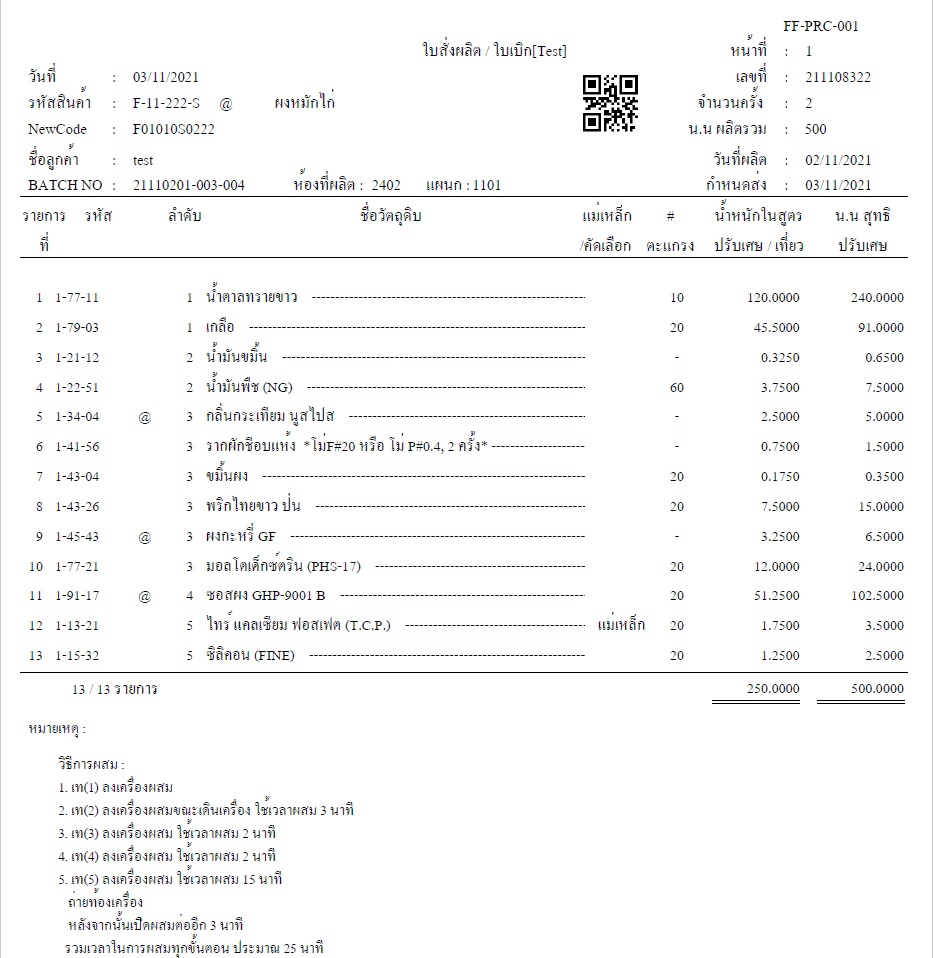 FF-PRC-001
ใบสั่งผลิต / ใบเบิก[Test] หน้าที่ : 1
วันที่ : 03/11/2021 เลขที่ : 211108322
รหัสสินค้า : F-11-222-S @ ผงหมักไก่ จำนวนครั้ง : 2
NewCode : F01010S0222 น.น ผลิตรวม : 500
ชื่อลูกค้า : test วันที่ผลิต : 02/11/2021
BATCH NO : 21110201-003-004 ห้องที่ผลิต : 2402 แผนก : 1101 กำหนดส่ง : 03/11/2021
รายการ รหัส ลำดับ ชื่อวัตถุดิบ แม่เหล็ก # น้ำหนักในสูตร น.น สุทธิ
ที่ /คัดเลือก ตะแกรง ปรับเศษ / เที่ยว ปรับเศษ
1 1-77-11 1 น้ำตาลทรายขาว 10 120.0000 240.0000
2 1-79-03 1 เกลือ 20 45.5000 91.0000
3 1-21-12 2 น้ำมันขมิ้น - 0.3250 0.6500
4 1-22-51 2 น้ำมันพืช (NG) 60 3.7500 7.5000
5 1-34-04 @ 3 กลิ่นกระเทียม นูสไปส - 2.5000 5.0000
6 1-41-56 3 รากผักชีอบแห้ง *โม่F#20 หรือ โม่ P#0.4, 2 ครั้ง* - 0.7500 1.5000
7 1-43-04 3 ขมิ้นผง 20 0.1750 0.3500
8 1-43-26 3 พริกไทยขาว ป่น 20 7.5000 15.0000
9 1-45-43 @ 3 ผงกะหรี่ GF - 3.2500 6.5000
10 1-77-21 3 มอลโตเด็กซ์ตริน (PHS-17) 20 12.0000 24.0000
11 1-91-17 @ 4 ซอสผง GHP-9001 B 20 51.2500 102.5000
12 1-13-21 5 ไทร์ แคลเซียม ฟอสเฟต (T.C.P.) แม่เหล็ก 20 1.7500 3.5000
13 1-15-32 5 ซิลิคอน (FINE) 20 1.2500 2.5000
13 / 13 รายการ 250.0000 500.0000
หมายเหตุ :
วิธีการผสม :
1. เท(1) ลงเครื่องผสม
2. เท(2) ลงเครื่องผสมขณะเดินเครื่อง ใช้เวลาผสม 3 นาที
3. เท(3) ลงเครื่องผสม ใช้เวลาผสม 2 นาที
4. เท(4) ลงเครื่องผสม ใช้เวลาผสม 2 นาที
5. เท(5) ลงเครื่องผสม ใช้เวลาผสม 15 นาที
ถ่ายท้องเครื่อง
หลังจากนั้นเปิดผสมต่ออีก 3 นาที
รวมเวลาในการผสมทุกขั้นตอน ประมาณ 25 นาที